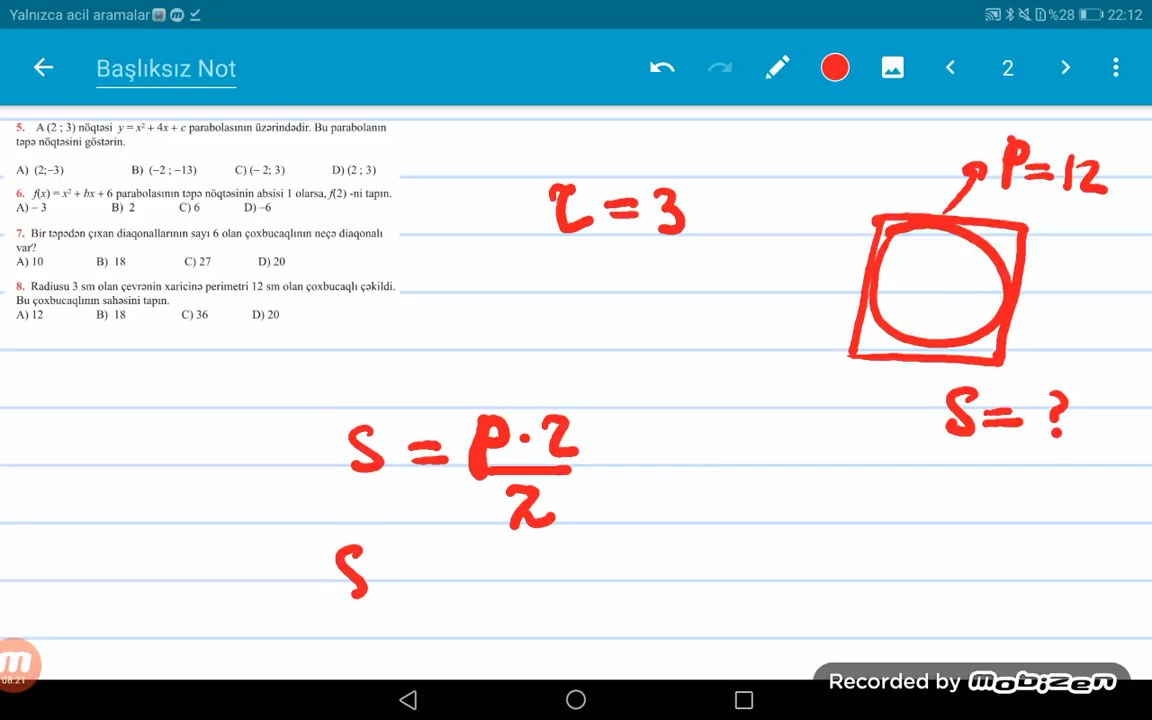 Yalnızca acil aramalar
%28 22:12
Başlıksız Not
2
5. A (2 ; 3) nöqtəsi y = x² + 4x + c parabolasının üzərindədir. Bu parabolanın
təpə nöqtəsini göstərin.
A) (2;−3) B) (−2 ; −13) C) (− 2; 3) D) (2 ; 3)
6. f(x) = x² + bx + 6 parabolasının təpə nöqtəsinin absisi 1 olarsa, f(2) -ni tapın.
A) – 3 B) 2 C) 6 D) –6
7. Bir təpədən çıxan diaqonallarının sayı 6 olan çoxbucaqlının neçə diaqonalı
var?
A) 10 B) 18 C) 27 D) 20
8. Radiusu 3 sm olan çevrənin xaricinə perimetri 12 sm olan çoxbucaqlı çəkildi.
Bu çoxbucaqlının sahəsini tapın.
A) 12 B) 18 C) 36 D) 20
r = 3
P = 12
S = ?
S = P · r
2
S
08:21
Recorded by mobizen